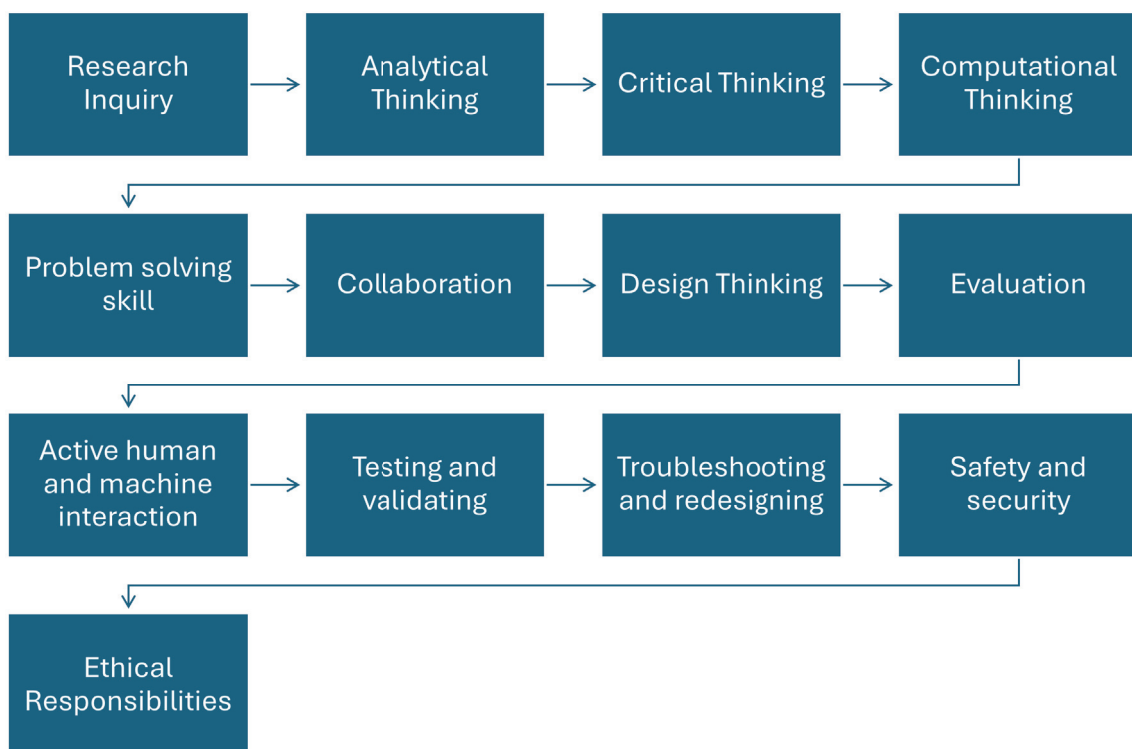 Research
Inquiry
Analytical
Thinking
Critical Thinking
Computational
Thinking
Problem solving
skill
Collaboration
Design Thinking
Evaluation
Active human
and machine
interaction
Testing and
validating
Troubleshooting
and redesigning
Safety and
security
Ethical
Responsibilities